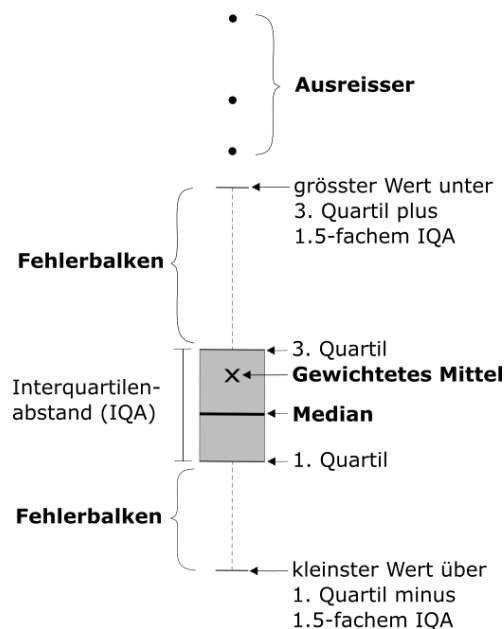 Ausreisser
grösster Wert unter
3. Quartil plus
1.5-fachem IQA
Fehlerbalken
3. Quartil
Gewichtetes Mittel
Interquartilen-
abstand (IQA)
Median
1. Quartil
Fehlerbalken
kleinster Wert über
1. Quartil minus
1.5-fachem IQA